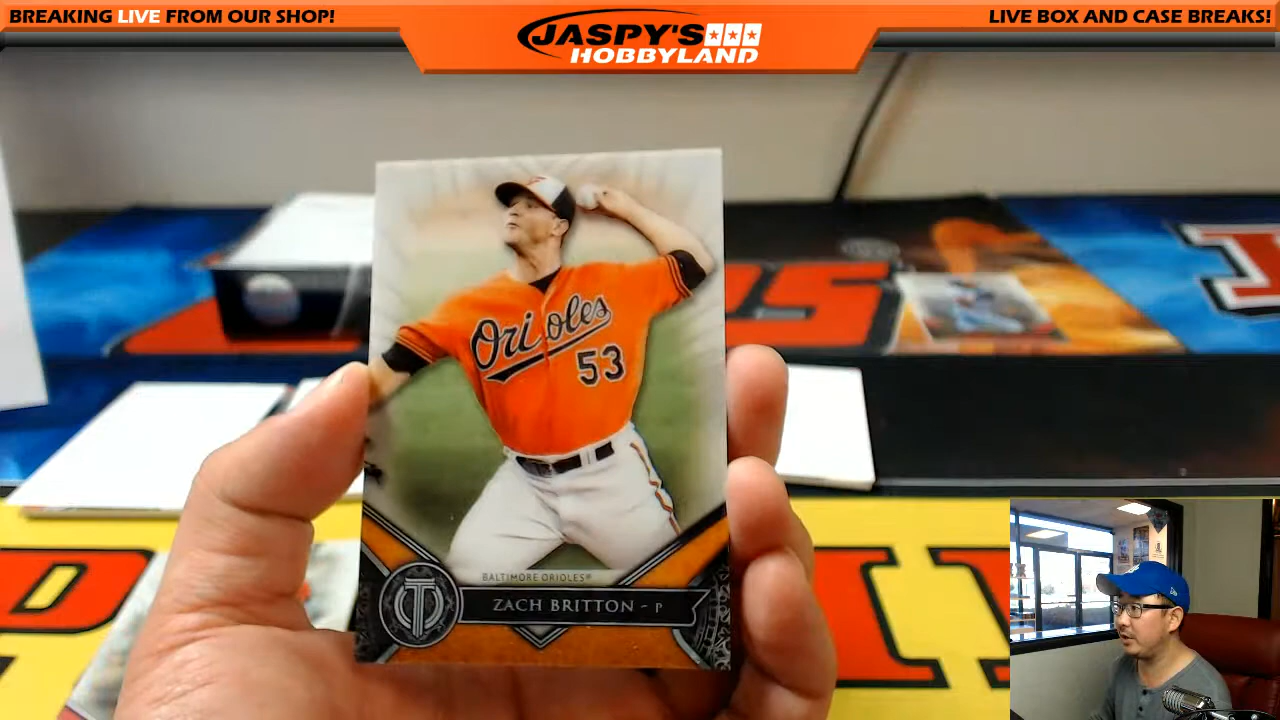 BREAKING LIVE FROM OUR SHOP!
JASPY'S
HOBBYLAND
LIVE BOX AND CASE BREAKS!
Orioles
53
BALTIMORE ORIOLES®
ZACH BRITTON - P